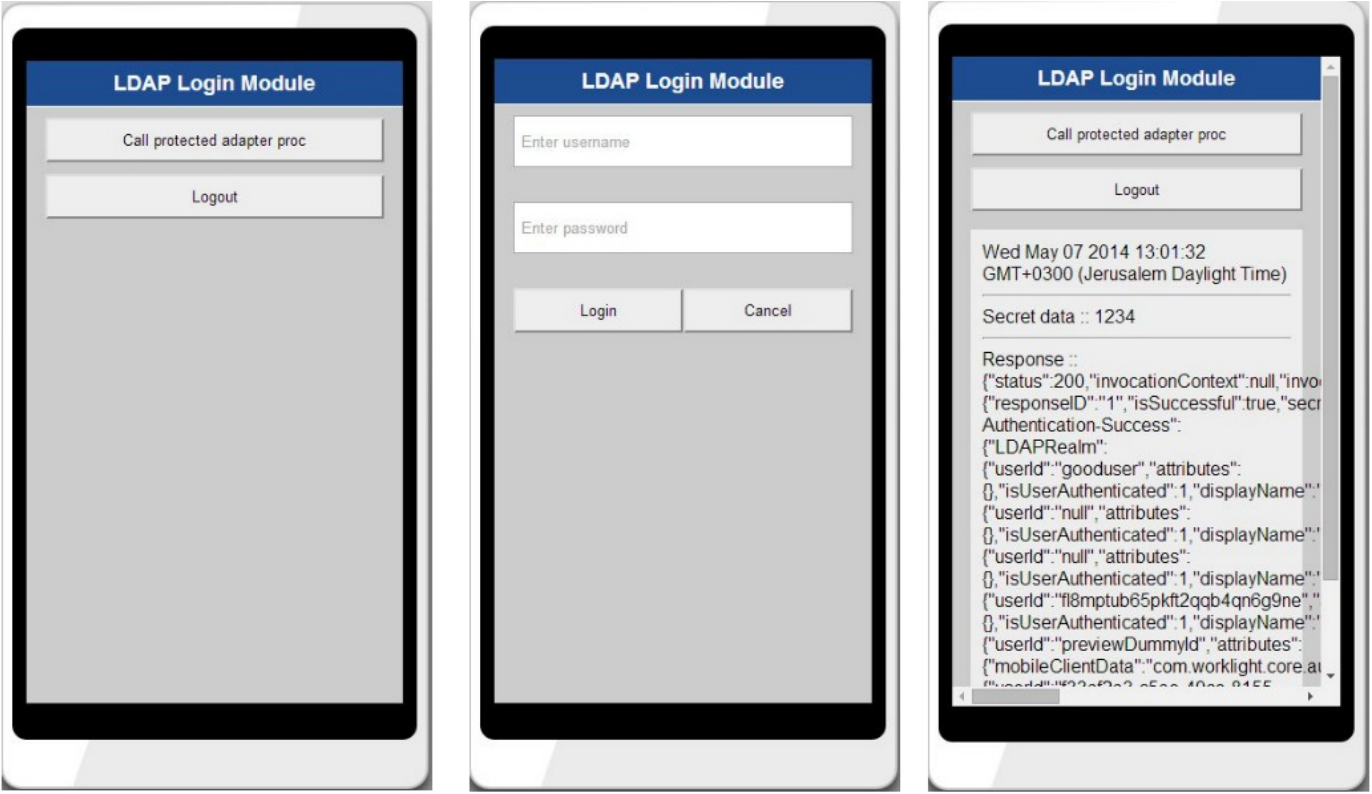 LDAP Login Module
Call protected adapter proc
Logout
LDAP Login Module
Enter username
Enter password
Login Cancel
LDAP Login Module
Call protected adapter proc
Logout
Wed May 07 2014 13:01:32
GMT+0300 (Jerusalem Daylight Time)
Secret data :: 1234
Response ::
{"status":200,"invocationContext":null,"invo
{"responseID":"1","isSuccessful":true,"secr
Authentication-Success":
{"LDAPRealm":
{"userId":"gooduser","attributes":
{},"isUserAuthenticated":1,"displayName":"
{"userId":"null","attributes":
{},"isUserAuthenticated":1,"displayName":"
{"userId":"null","attributes":
{},"isUserAuthenticated":1,"displayName":"
{"userId":"fl8mptub65pkft2qqb4qn6g9ne","
{},"isUserAuthenticated":1,"displayName":"
{"userId":"previewDummyId","attributes":
{"mobileClientData":"com.worklight.core.au